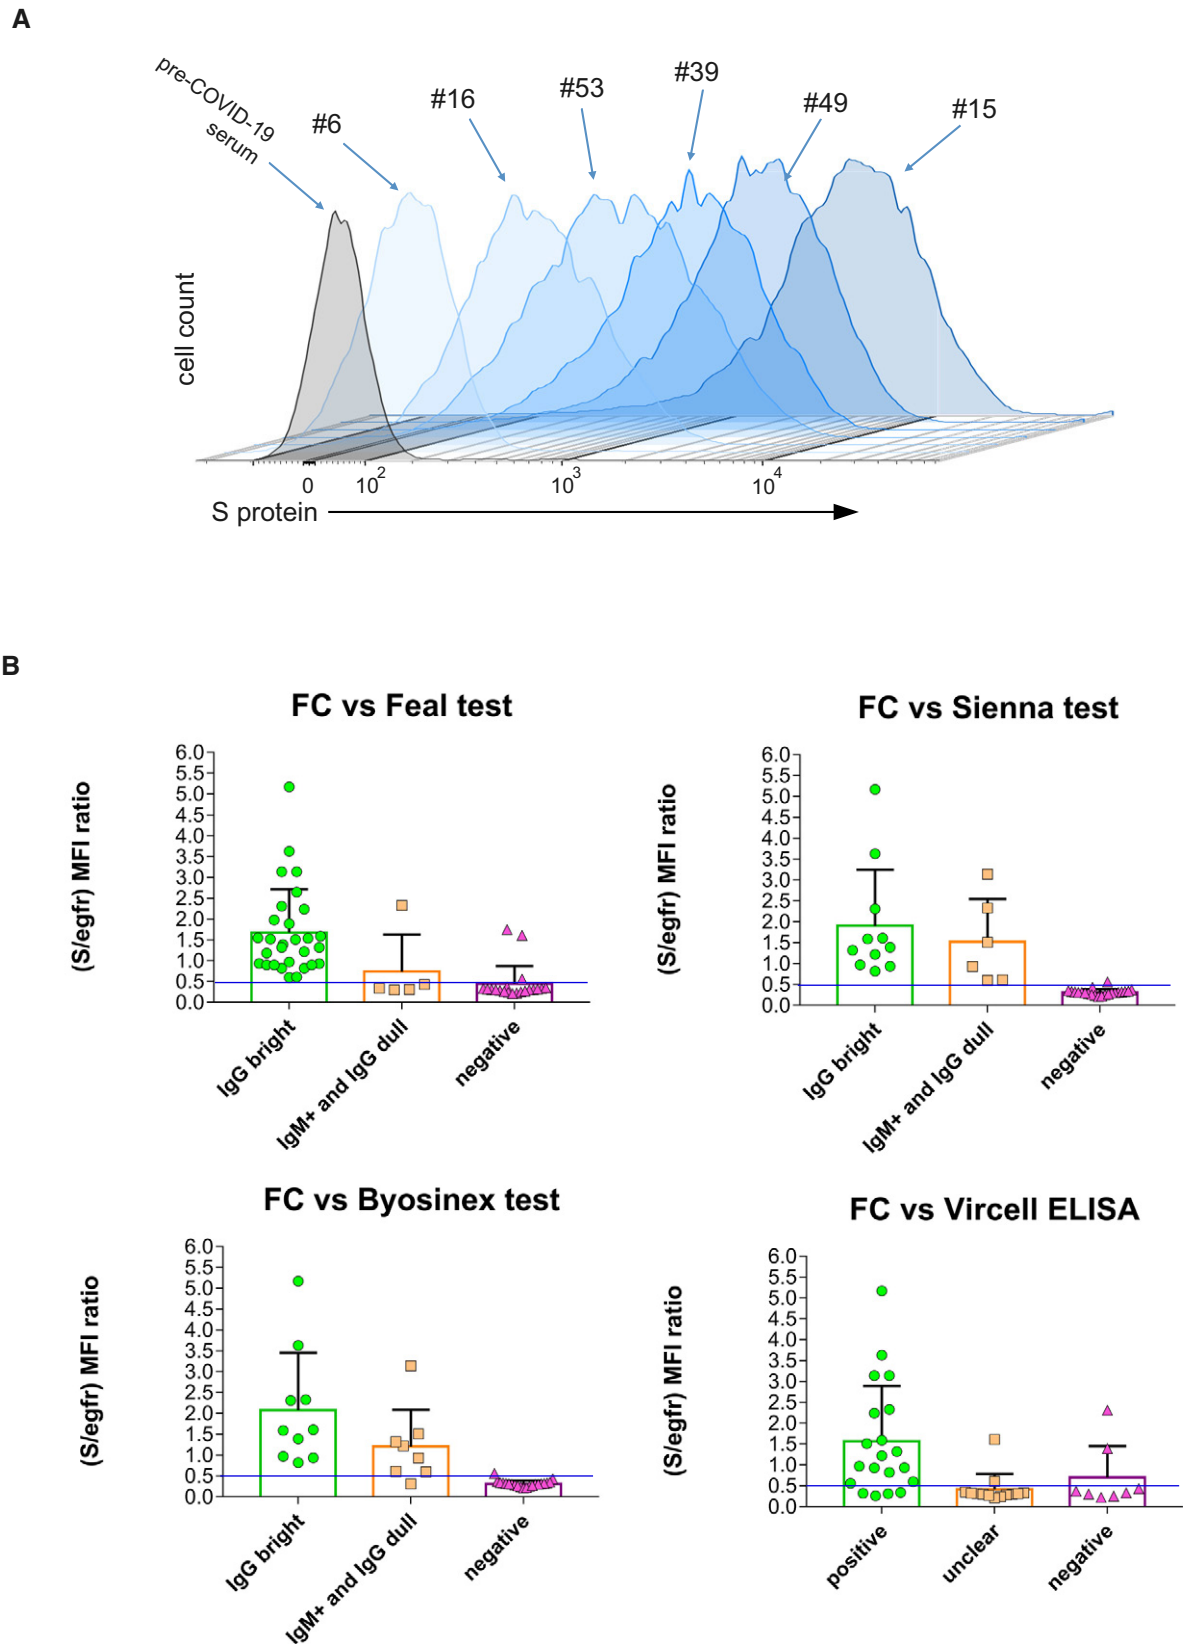 A
pre-COVID-19
serum
#6
#16
#53
#39
#49
#15
cell count
0
10²
10³
10⁴
S protein
B
FC vs Feal test
(S/egfr) MFI ratio
6.0
5.5
5.0
4.5
4.0
3.5
3.0
2.5
2.0
1.5
1.0
0.5
0.0
IgG bright
IgM+ and IgG dull
negative
FC vs Sienna test
(S/egfr) MFI ratio
6.0
5.5
5.0
4.5
4.0
3.5
3.0
2.5
2.0
1.5
1.0
0.5
0.0
IgG bright
IgM+ and IgG dull
negative
FC vs Byosinex test
(S/egfr) MFI ratio
6.0
5.5
5.0
4.5
4.0
3.5
3.0
2.5
2.0
1.5
1.0
0.5
0.0
IgG bright
IgM+ and IgG dull
negative
FC vs Vircell ELISA
(S/egfr) MFI ratio
6.0
5.5
5.0
4.5
4.0
3.5
3.0
2.5
2.0
1.5
1.0
0.5
0.0
positive
unclear
negative